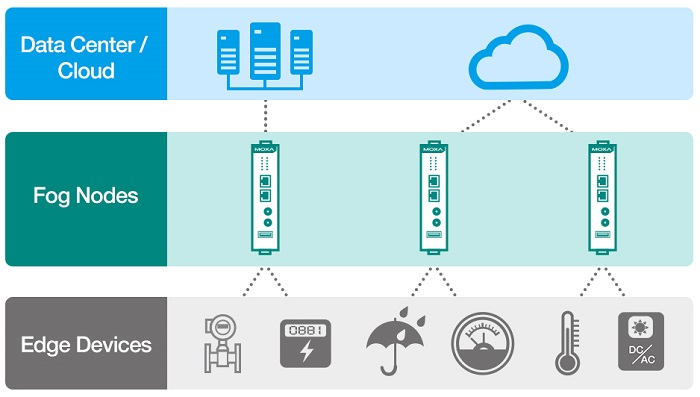 Data Center /
Cloud
MOXA MOXA MOXA
Fog Nodes
0881
DC/
AC
Edge Devices